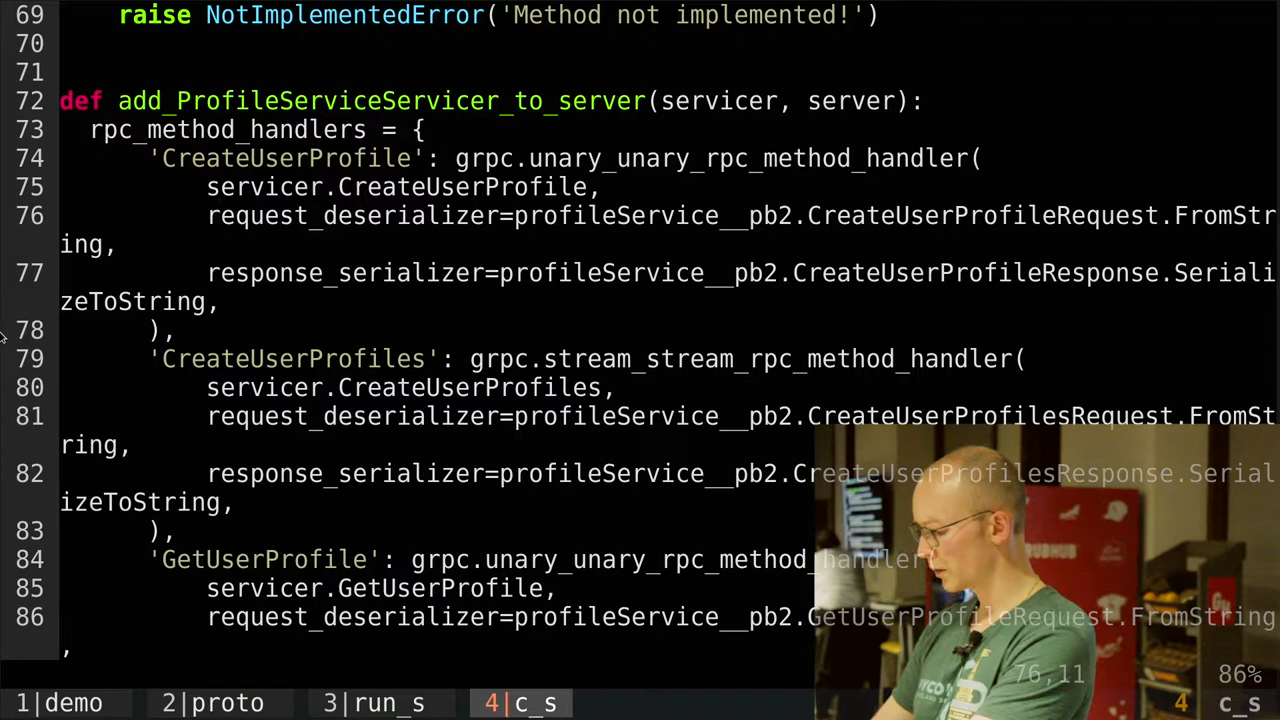 69 raise NotImplementedError('Method not implemented!')
70
71
72 def add_ProfileServiceServicer_to_server(servicer, server):
73 rpc_method_handlers = {
74 'CreateUserProfile': grpc.unary_unary_rpc_method_handler(
75 servicer.CreateUserProfile,
76 request_deserializer=profileService__pb2.CreateUserProfileRequest.FromStr
ing,
77 response_serializer=profileService__pb2.CreateUserProfileResponse.Seriali
zeToString,
78 ),
79 'CreateUserProfiles': grpc.stream_stream_rpc_method_handler(
80 servicer.CreateUserProfiles,
81 request_deserializer=profileService__pb2.CreateUserProfilesRequest.FromSt
ring,
82 response_serializer=profileService__pb2.CreateUserProfilesResponse.Serial
izeToString,
83 ),
84 'GetUserProfile': grpc.unary_unary_rpc_method_handler(
85 servicer.GetUserProfile,
86 request_deserializer=profileService__pb2.GetUserProfileRequest.FromString
,
76,11 86%
1|demo 2|proto 3|run_s 4|c_s 4 c_s